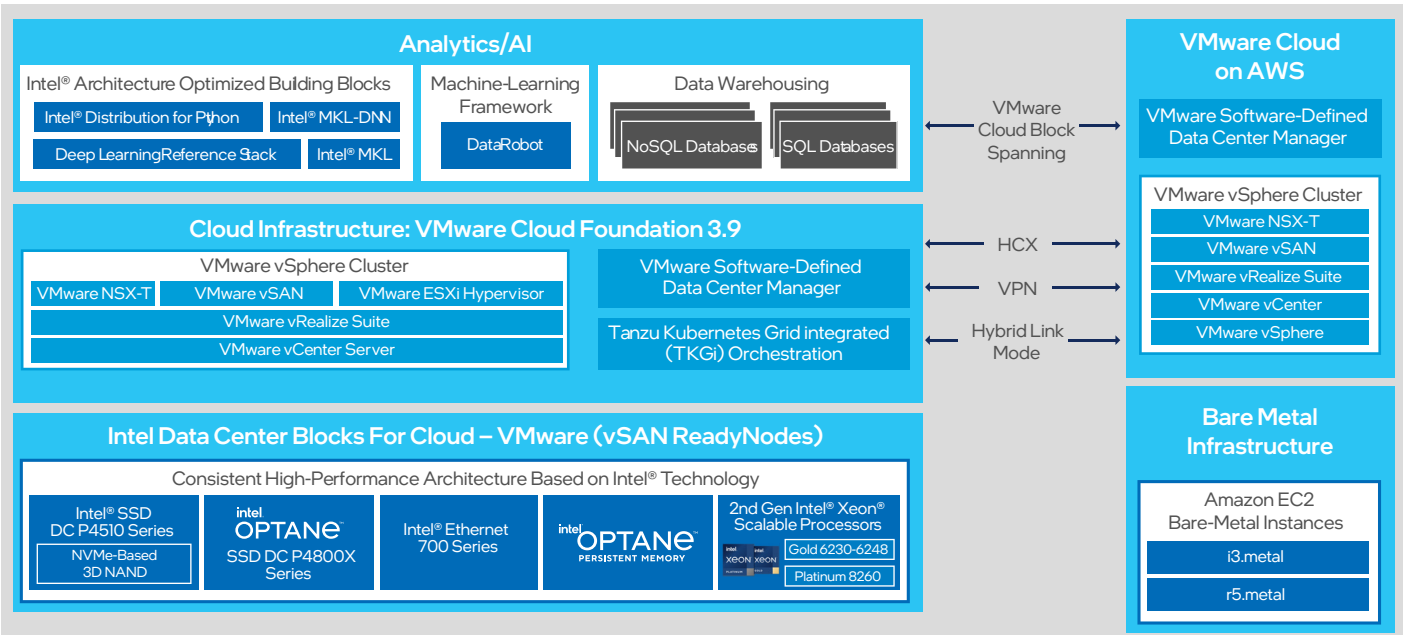 Analytics/AI
Intel® Architecture Optimized Building Blocks
Intel® Distribution for Python
Intel® MKL-DNN
Deep Learning Reference Stack
Intel® MKL
Machine-Learning
Framework
DataRobot
Data Warehousing
NoSQL Databases
SQL Databases
Cloud Infrastructure: VMware Cloud Foundation 3.9
VMware vSphere Cluster
VMware NSX-T
VMware vSAN
VMware ESXi Hypervisor
VMware vRealize Suite
VMware vCenter Server
VMware Software-Defined
Data Center Manager
Tanzu Kubernetes Grid integrated
(TKGi) Orchestration
Intel Data Center Blocks For Cloud – VMware (vSAN ReadyNodes)
Consistent High-Performance Architecture Based on Intel® Technology
Intel® SSD
DC P4510 Series
NVMe-Based
3D NAND
intel
OPTANE™
SSD DC P4800X
Series
Intel® Ethernet
700 Series
intel
OPTANE™
PERSISTENT MEMORY
2nd Gen Intel® Xeon®
Scalable Processors
intel
XEON
PLATINUM
intel
XEON
Gold 6230-6248
Platinum 8260
VMware
Cloud Block
Spanning
HCX
VPN
Hybrid Link
Mode
VMware Cloud
on AWS
VMware Software-Defined
Data Center Manager
VMware vSphere Cluster
VMware NSX-T
VMware vSAN
VMware vRealize Suite
VMware vCenter
VMware vSphere
Bare Metal
Infrastructure
Amazon EC2
Bare-Metal Instances
i3.metal
r5.metal